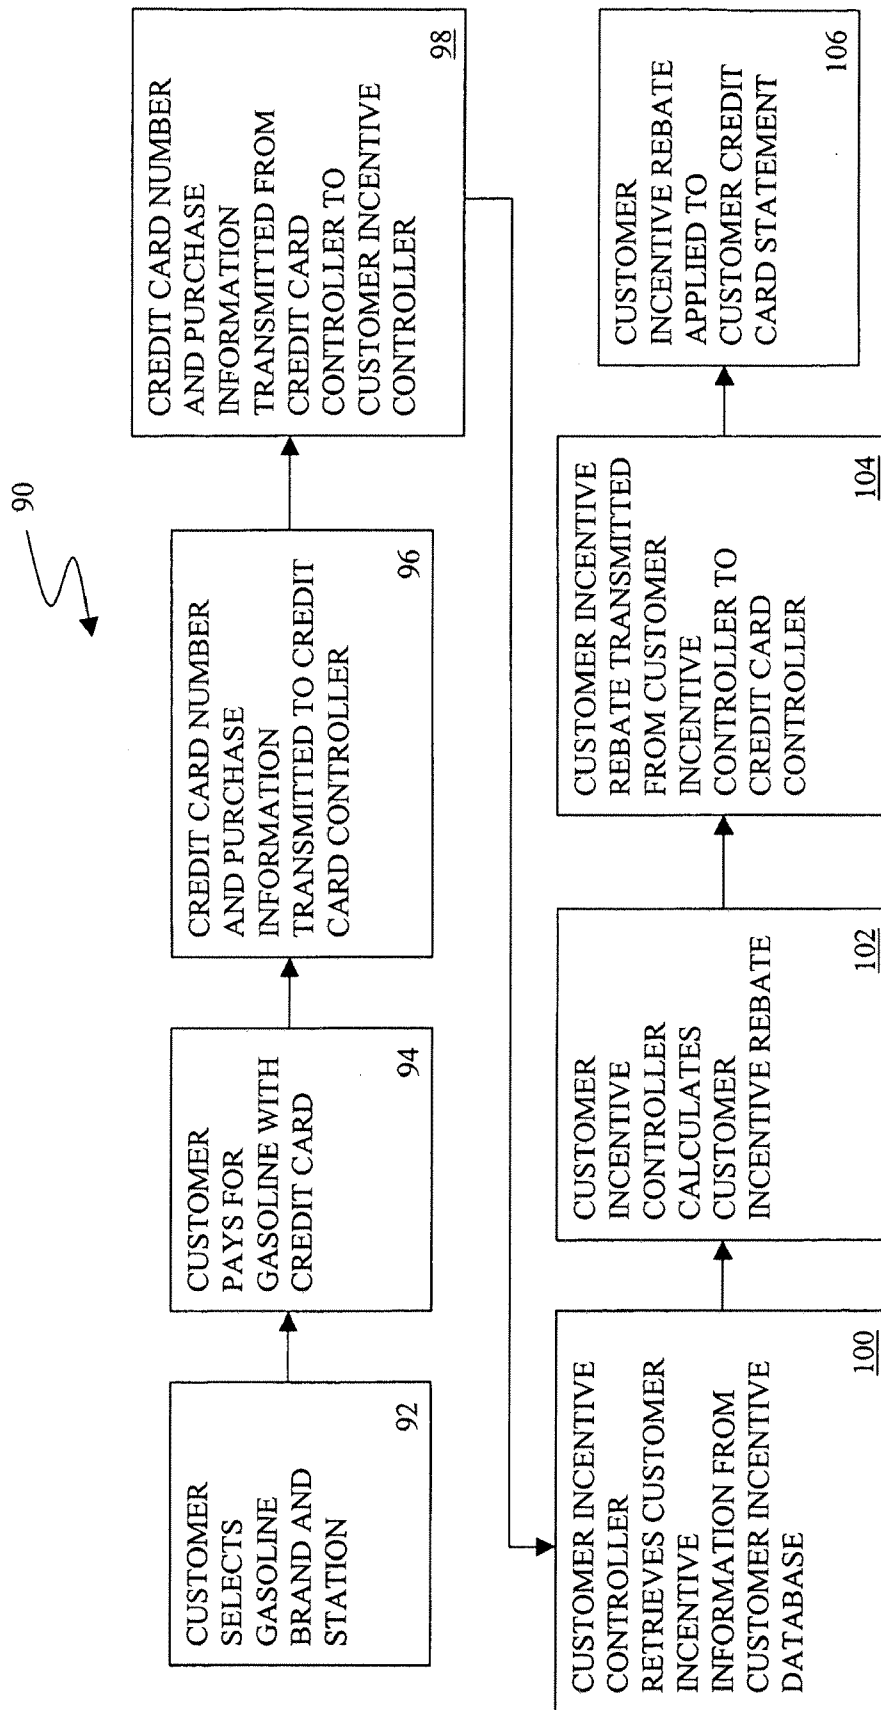 90
CUSTOMER
SELECTS
GASOLINE
BRAND AND
STATION
92
CUSTOMER
PAYS FOR
GASOLINE WITH
CREDIT CARD
94
CREDIT CARD NUMBER
AND PURCHASE
INFORMATION
TRANSMITTED TO CREDIT
CARD CONTROLLER
96
CREDIT CARD NUMBER
AND PURCHASE
INFORMATION
TRANSMITTED FROM
CREDIT CARD
CONTROLLER TO
CUSTOMER INCENTIVE
CONTROLLER
98
CUSTOMER INCENTIVE
CONTROLLER
RETRIEVES CUSTOMER
INCENTIVE
INFORMATION FROM
CUSTOMER INCENTIVE
DATABASE
100
CUSTOMER
INCENTIVE
CONTROLLER
CALCULATES
CUSTOMER
INCENTIVE REBATE
102
CUSTOMER INCENTIVE
REBATE TRANSMITTED
FROM CUSTOMER
INCENTIVE
CONTROLLER TO
CREDIT CARD
CONTROLLER
104
CUSTOMER
INCENTIVE REBATE
APPLIED TO
CUSTOMER CREDIT
CARD STATEMENT
106